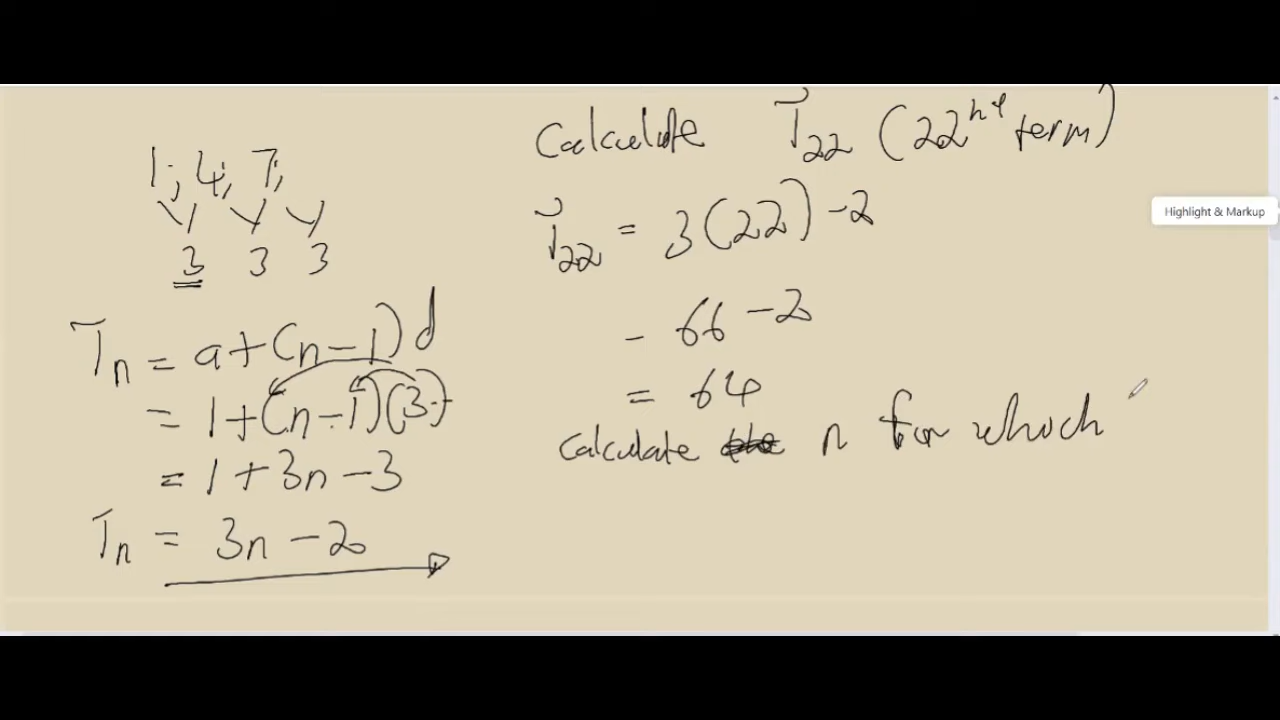 1; 4; 7;
3 3 3
Tn = a+(n-1)d
= 1+(n-1)(3)
= 1+3n-3
Tn = 3n-2
Calculate T22 (22nd term)
T22 = 3(22)-2
= 66-2
= 64
Calculate n for which
Highlight & Markup